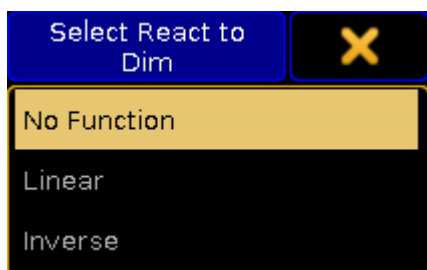 Select React to
Dim
No Function
Linear
Inverse